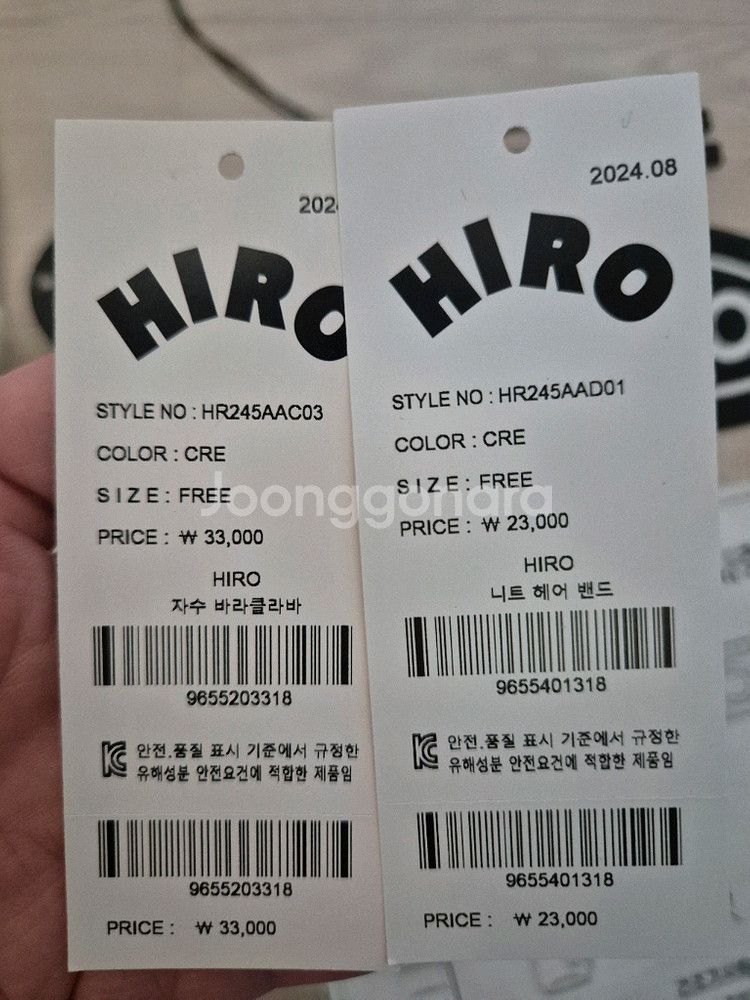 202
HIRO
STYLE NO : HR245AAC03
COLOR : CRE
SIZE : FREE
PRICE : ₩ 33,000
HIRO
자수 바라클라바
9655203318
안전.품질 표시 기준에서 규정한
유해성분 안전요건에 적합한 제품임
9655203318
PRICE : ₩ 33,000
2024.08
HIRO
STYLE NO : HR245AAD01
COLOR : CRE
SIZE : FREE
PRICE : ₩ 23,000
HIRO
니트 헤어 밴드
9655401318
안전.품질 표시 기준에서 규정한
유해성분 안전요건에 적합한 제품임
9655401318
PRICE : ₩ 23,000
Joonggonara